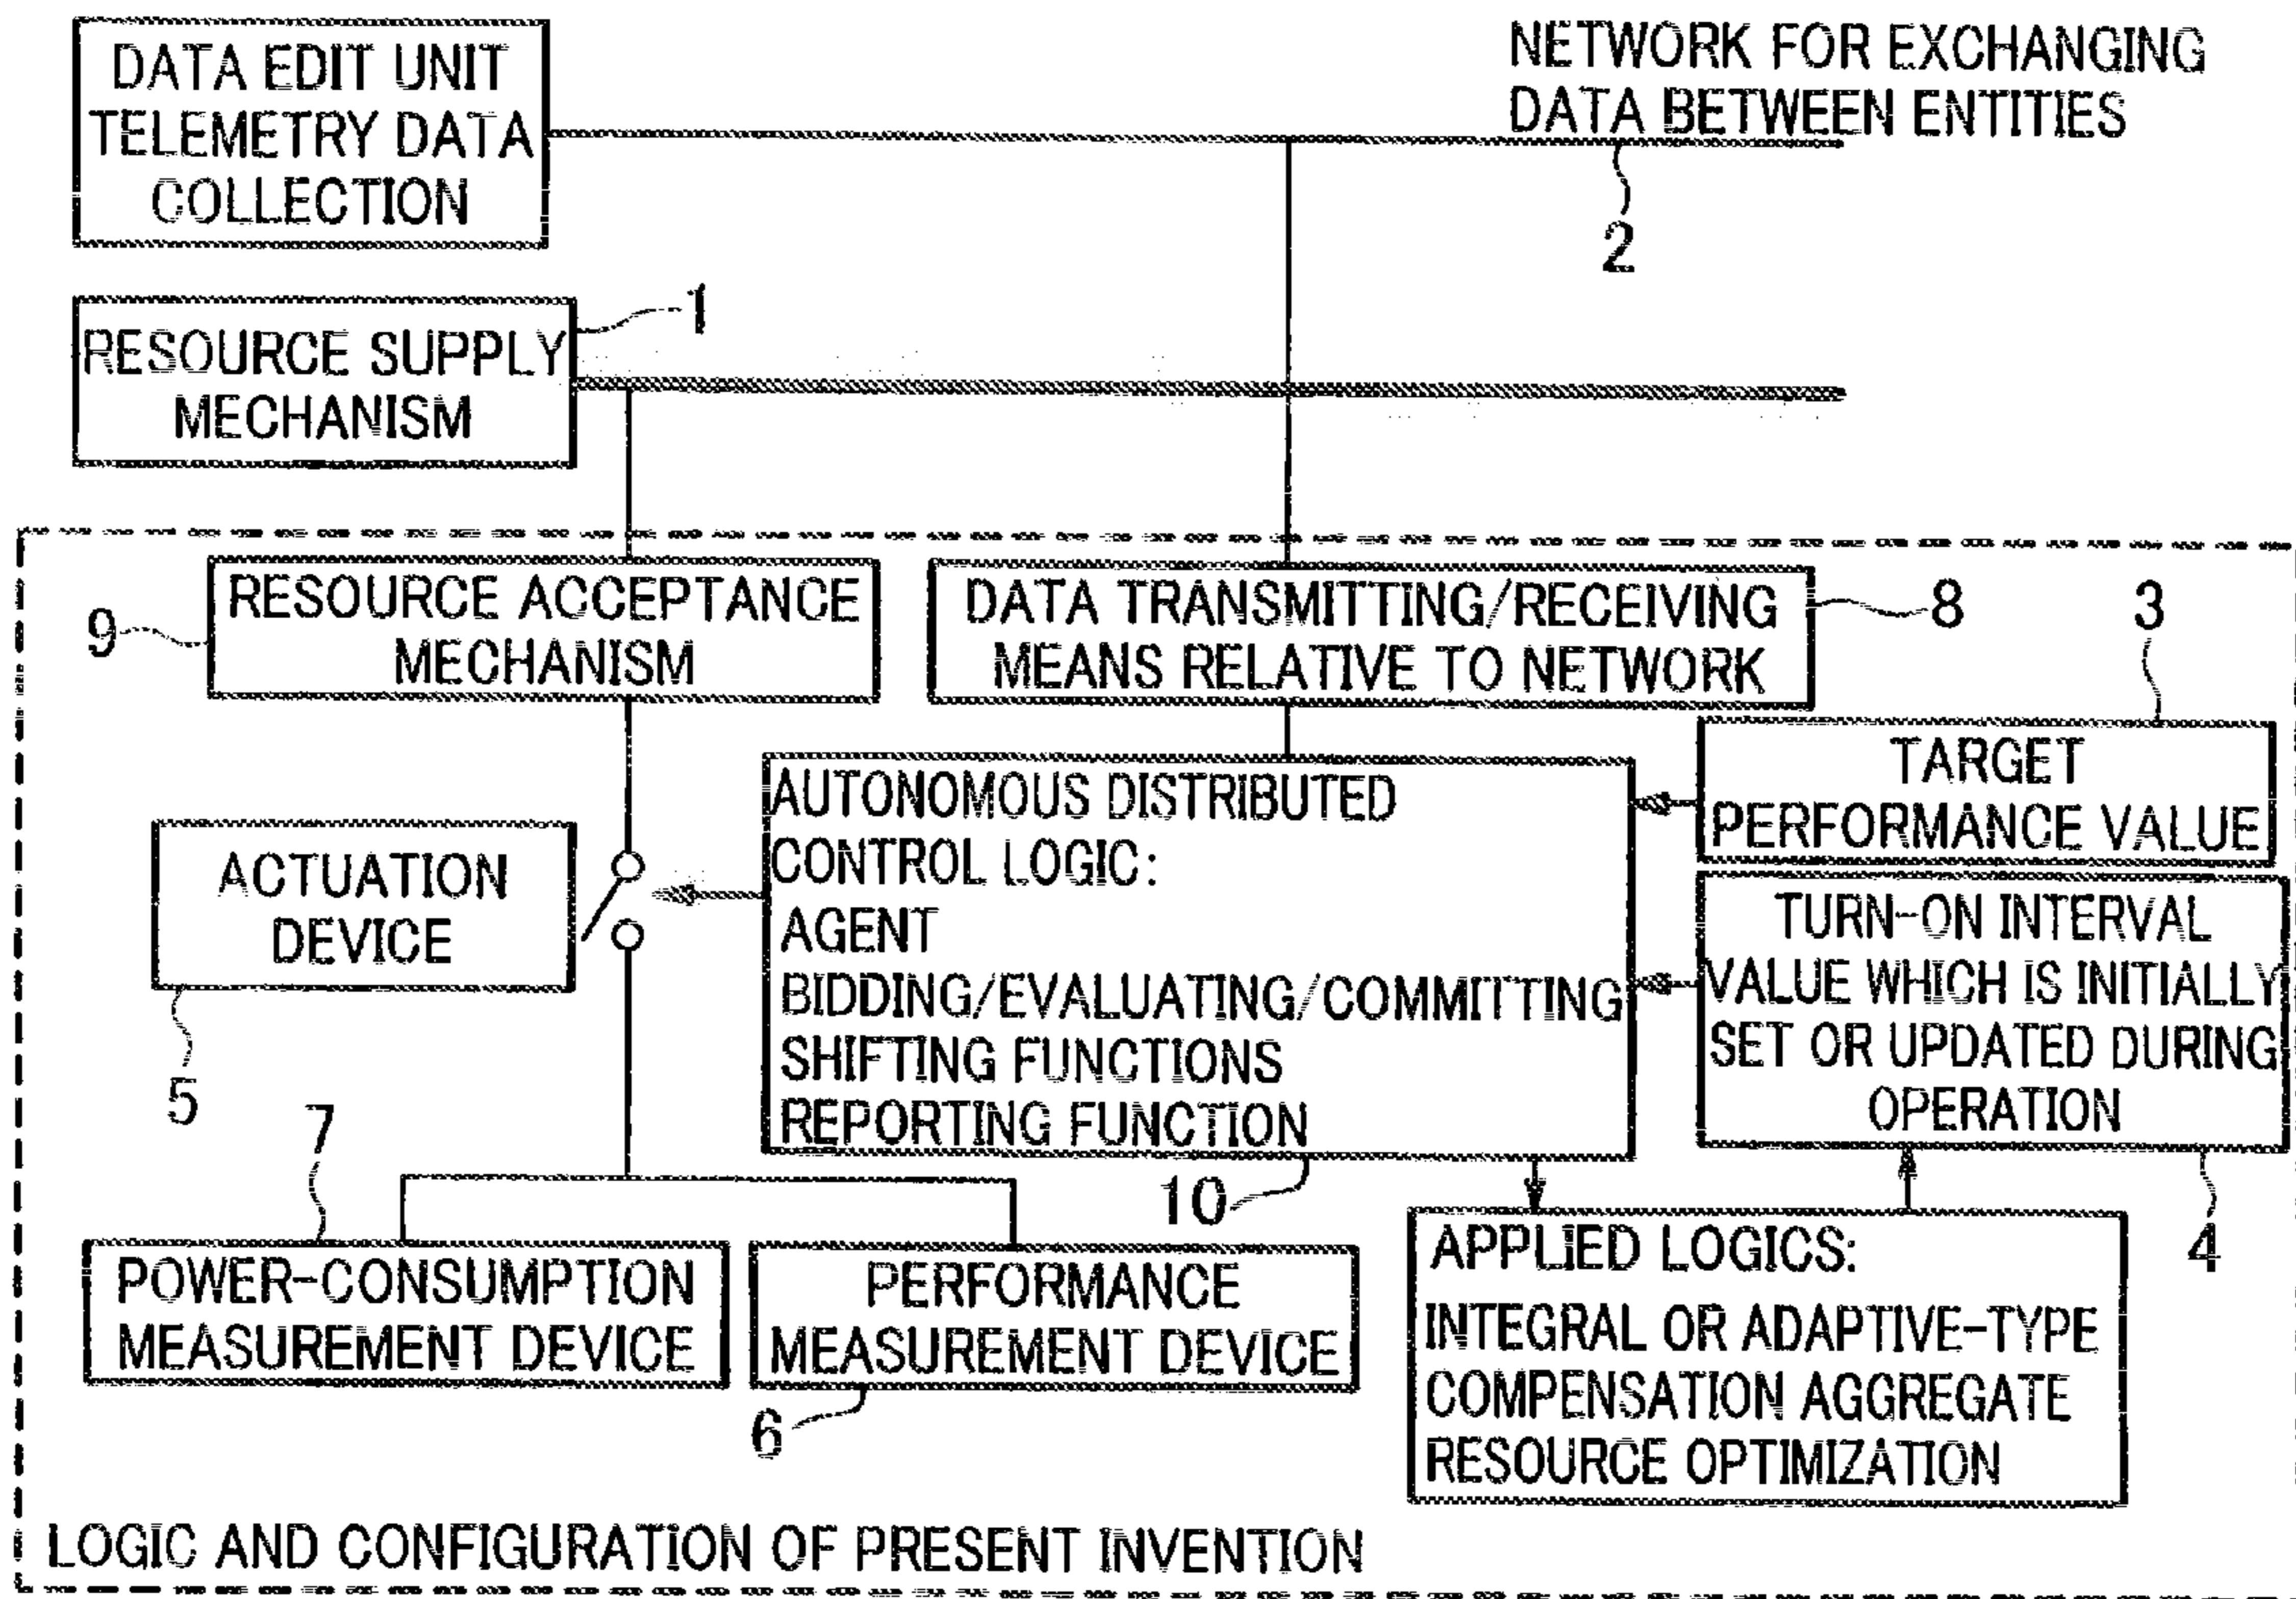 DATA EDIT UNIT
TELEMETRY DATA
COLLECTION
NETWORK FOR EXCHANGING
DATA BETWEEN ENTITIES
2
RESOURCE SUPPLY
MECHANISM
1
RESOURCE ACCEPTANCE
MECHANISM
9
DATA TRANSMITTING/RECEIVING
MEANS RELATIVE TO NETWORK
8
3
TARGET
PERFORMANCE VALUE
ACTUATION
DEVICE
5
AUTONOMOUS DISTRIBUTED
CONTROL LOGIC:
AGENT
BIDDING/EVALUATING/COMMITTING
SHIFTING FUNCTIONS
REPORTING FUNCTION
10
TURN-ON INTERVAL
VALUE WHICH IS INITIALLY
SET OR UPDATED DURING
OPERATION
4
7
POWER-CONSUMPTION
MEASUREMENT DEVICE
PERFORMANCE
MEASUREMENT DEVICE
6
APPLIED LOGICS:
INTEGRAL OR ADAPTIVE-TYPE
COMPENSATION AGGREGATE
RESOURCE OPTIMIZATION
LOGIC AND CONFIGURATION OF PRESENT INVENTION